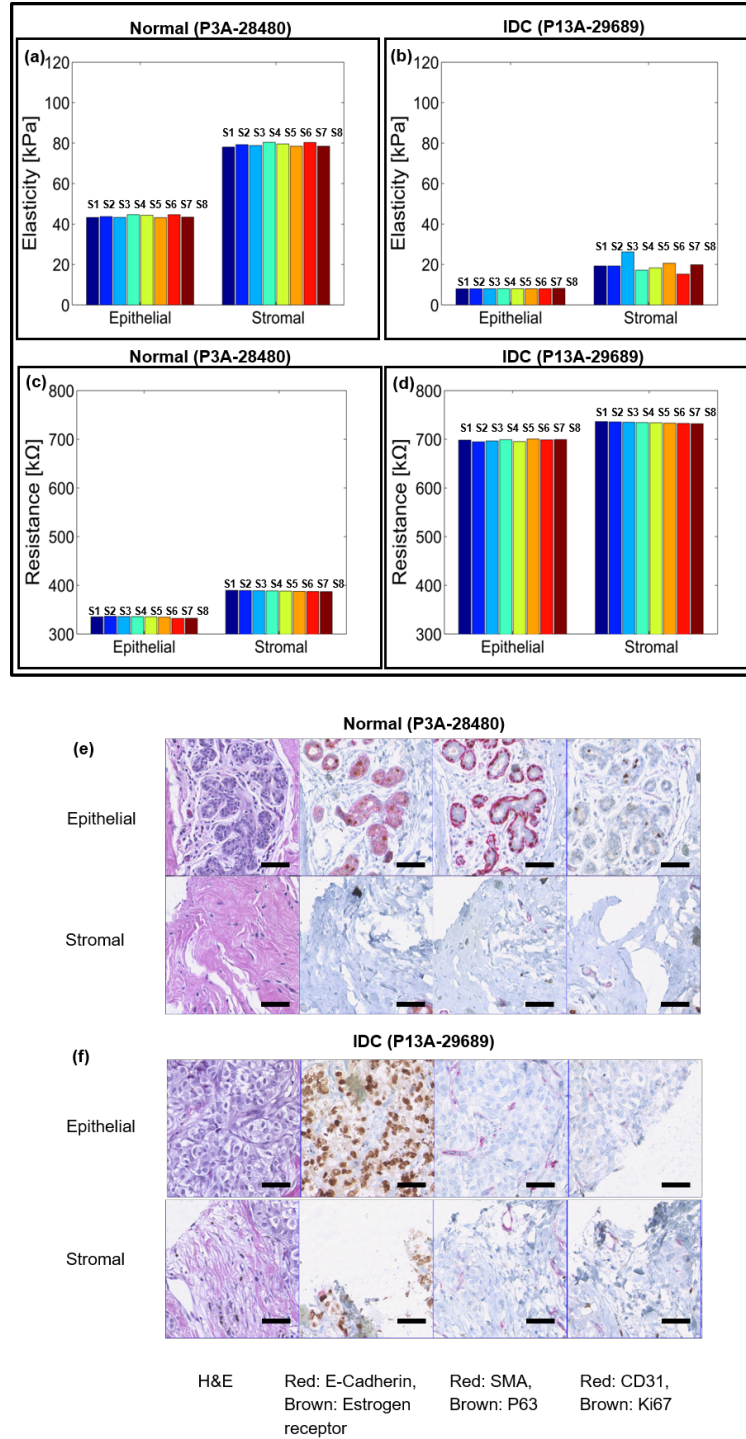 Normal (P3A-28480)
IDC (P13A-29689)
(a)
120
100
80
60
40
20
0
Elasticity [kPa]
S1 S2 S3 S4 S5 S6 S7 S8
S1 S2 S3 S4 S5 S6 S7 S8
Epithelial
Stromal
(b)
120
100
80
60
40
20
0
Elasticity [kPa]
S1 S2 S3 S4 S5 S6 S7 S8
S1 S2 S3 S4 S5 S6 S7 S8
Epithelial
Stromal
Normal (P3A-28480)
IDC (P13A-29689)
(c)
800
700
600
500
400
300
Resistance [kΩ]
S1 S2 S3 S4 S5 S6 S7 S8
S1 S2 S3 S4 S5 S6 S7 S8
Epithelial
Stromal
(d)
800
700
600
500
400
300
Resistance [kΩ]
S1 S2 S3 S4 S5 S6 S7 S8
S1 S2 S3 S4 S5 S6 S7 S8
Epithelial
Stromal
Normal (P3A-28480)
(e)
Epithelial
Stromal
IDC (P13A-29689)
(f)
Epithelial
Stromal
H&E
Red: E-Cadherin,
Brown: Estrogen
receptor
Red: SMA,
Brown: P63
Red: CD31,
Brown: Ki67